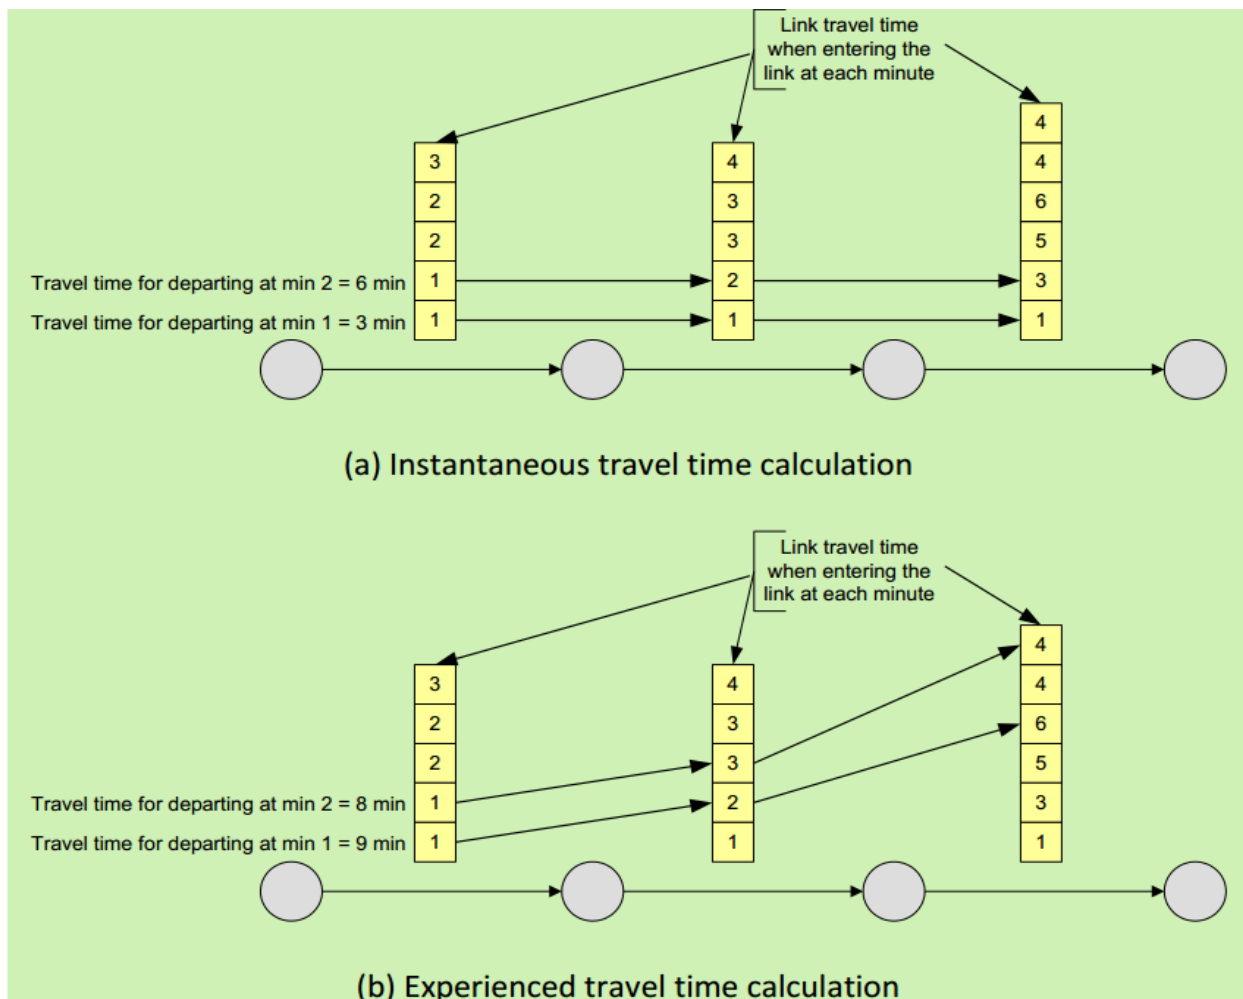 Link travel time
when entering the
link at each minute
4
3 4 4
2 3 6
2 3 5
Travel time for departing at min 2 = 6 min 1 2 3
Travel time for departing at min 1 = 3 min 1 1 1
(a) Instantaneous travel time calculation
Link travel time
when entering the
link at each minute
4
3 4 4
2 3 6
2 3 5
Travel time for departing at min 2 = 8 min 1 2 3
Travel time for departing at min 1 = 9 min 1 1 1
(b) Experienced travel time calculation